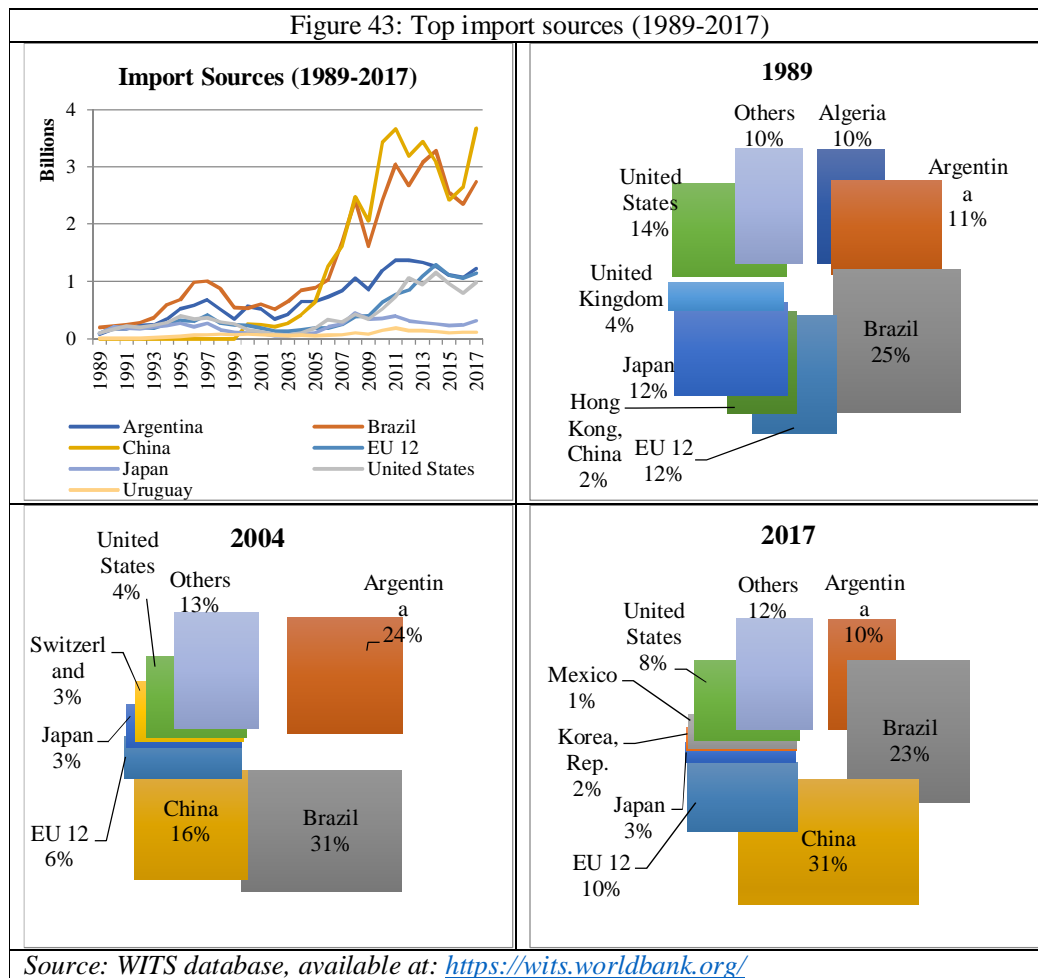 Figure 43: Top import sources (1989-2017)
Import Sources (1989-2017)
Billions
4
3
2
1
0
1989
1991
1993
1995
1997
1999
2001
2003
2005
2007
2009
2011
2013
2015
2017
Argentina
Brazil
China
EU 12
Japan
United States
Uruguay
1989
Others
10%
Algeria
10%
Argentin
a
11%
United
States
14%
United
Kingdom
4%
Brazil
25%
Japan
12%
Hong
Kong,
China
2%
EU 12
12%
2004
United
States
4%
Others
13%
Argentin
a
24%
Switzerl
and
3%
Japan
3%
EU 12
6%
China
16%
Brazil
31%
2017
Others
12%
Argentin
a
10%
United
States
8%
Mexico
1%
Korea,
Rep.
2%
Brazil
23%
Japan
3%
EU 12
10%
China
31%
Source: WITS database, available at: https://wits.worldbank.org/